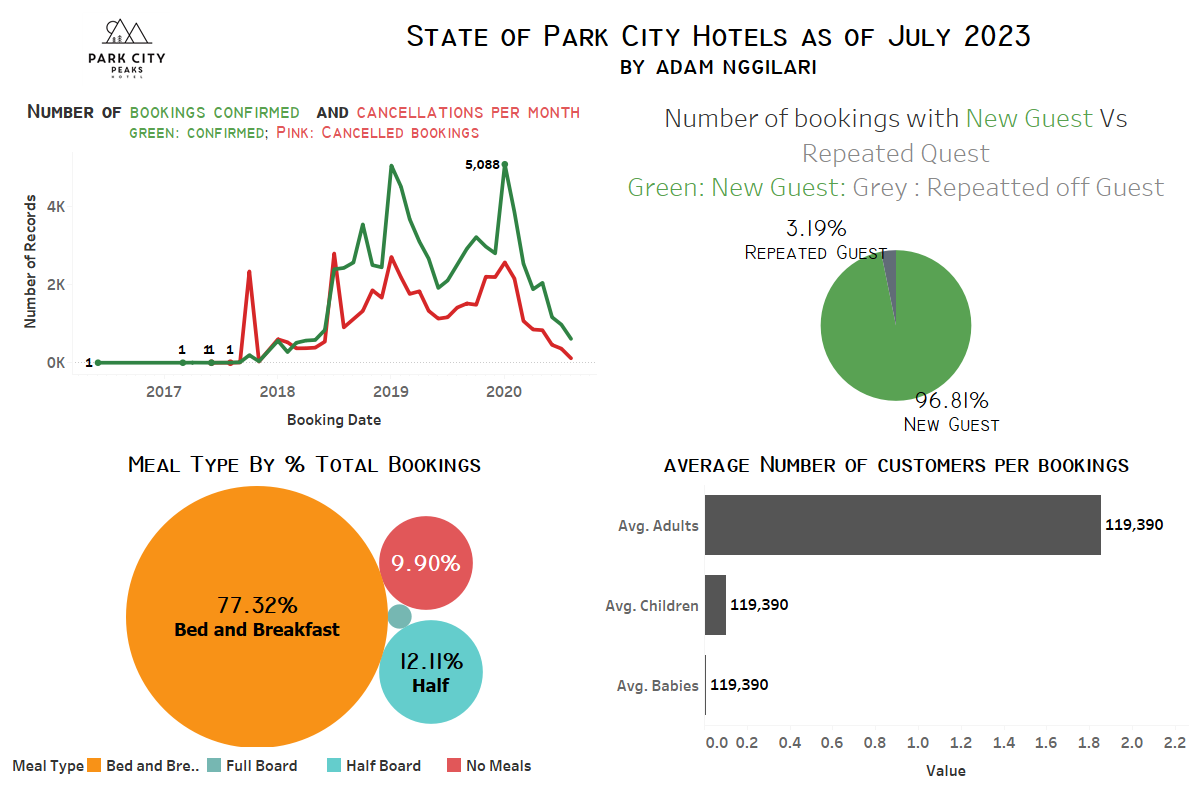 PARK CITY
PEAKS
HOTEL
STATE OF PARK CITY HOTELS AS OF JULY 2023
BY ADAM NGGILARI
NUMBER OF BOOKINGS CONFIRMED AND CANCELLATIONS PER MONTH
GREEN: CONFIRMED; PINK: CANCELLED BOOKINGS
Number of Records
4K
2K
0K
5,088
1
1
11
1
2017
2018
2019
2020
Booking Date
Number of bookings with New Guest Vs
Repeated Quest
Green: New Guest: Grey : Repeatted off Guest
3.19%
REPEATED GUEST
96.81%
NEW GUEST
MEAL TYPE BY % TOTAL BOOKINGS
77.32%
Bed and Breakfast
9.90%
12.11%
Half
Meal Type Bed and Bre.. Full Board Half Board No Meals
AVERAGE NUMBER OF CUSTOMERS PER BOOKINGS
Avg. Adults 119,390
Avg. Children 119,390
Avg. Babies 119,390
0.0 0.2 0.4 0.6 0.8 1.0 1.2 1.4 1.6 1.8 2.0 2.2
Value